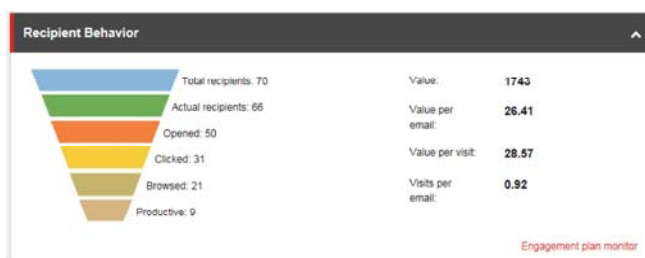 Recipient Behavior
Total recipients: 70
Actual recipients: 66
Opened: 50
Clicked: 31
Browsed: 21
Productive: 9
Value: 1743
Value per
email: 26.41
Value per visit: 28.57
Visits per
email: 0.92
Engagement plan monitor